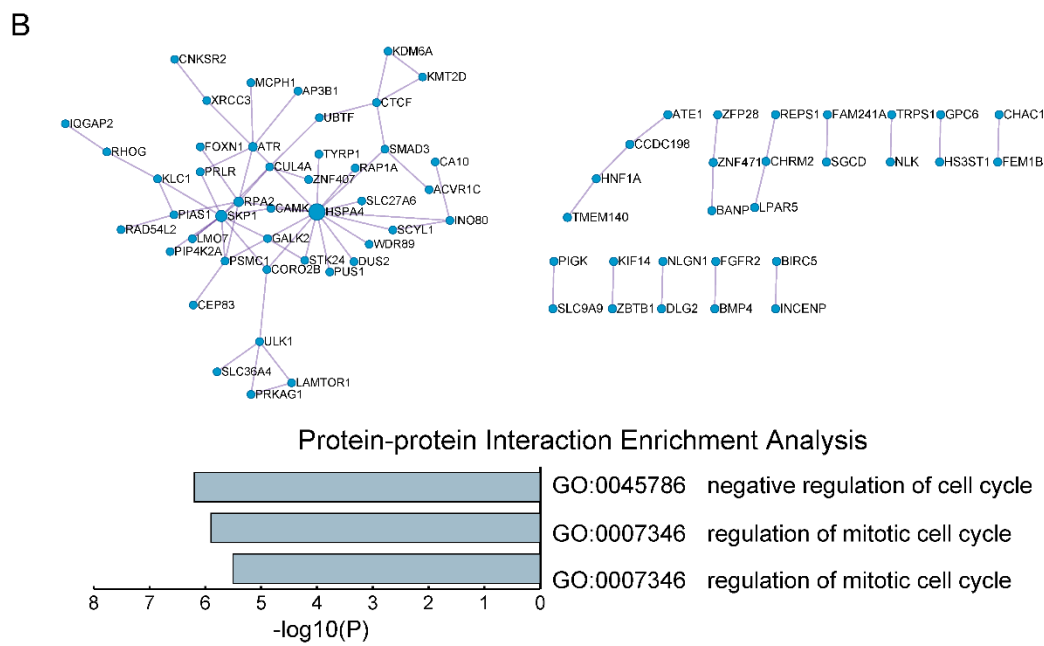 B
KDM6A
CNKSR2
KMT2D
MCPH1
AP3B1
XRCC3
CTCF
UBTF
ATE1
ZFP28
REPS1
FAM241A
TRPS1
GPC6
CHAC1
IQGAP2
FOXN1
ATR
SMAD3
CCDC198
RHOG
TYRP1
CA10
ZNF471
CHRM2
SGCD
NLK
HS3ST1
FEM1B
PRLR
CUL4A
RAP1A
KLC1
ZNF407
HNF1A
ACVR1C
RPA2
SLC27A6
CAMK
HSPA4
BANP
LPAR5
PIAS1
SKP1
INO80
TMEM140
RAD54L2
SCYL1
LMO7
GALK2
WDR89
PIP4K2A
PSMC1
STK24
DUS2
PIGK
KIF14
NLGN1
FGFR2
BIRC5
CORO2B
PUS1
CEP83
SLC9A9
ZBTB1
DLG2
BMP4
INCENP
ULK1
SLC36A4
LAMTOR1
PRKAG1
Protein-protein Interaction Enrichment Analysis
GO:0045786 negative regulation of cell cycle
GO:0007346 regulation of mitotic cell cycle
GO:0007346 regulation of mitotic cell cycle
8 7 6 5 4 3 2 1 0
-log10(P)